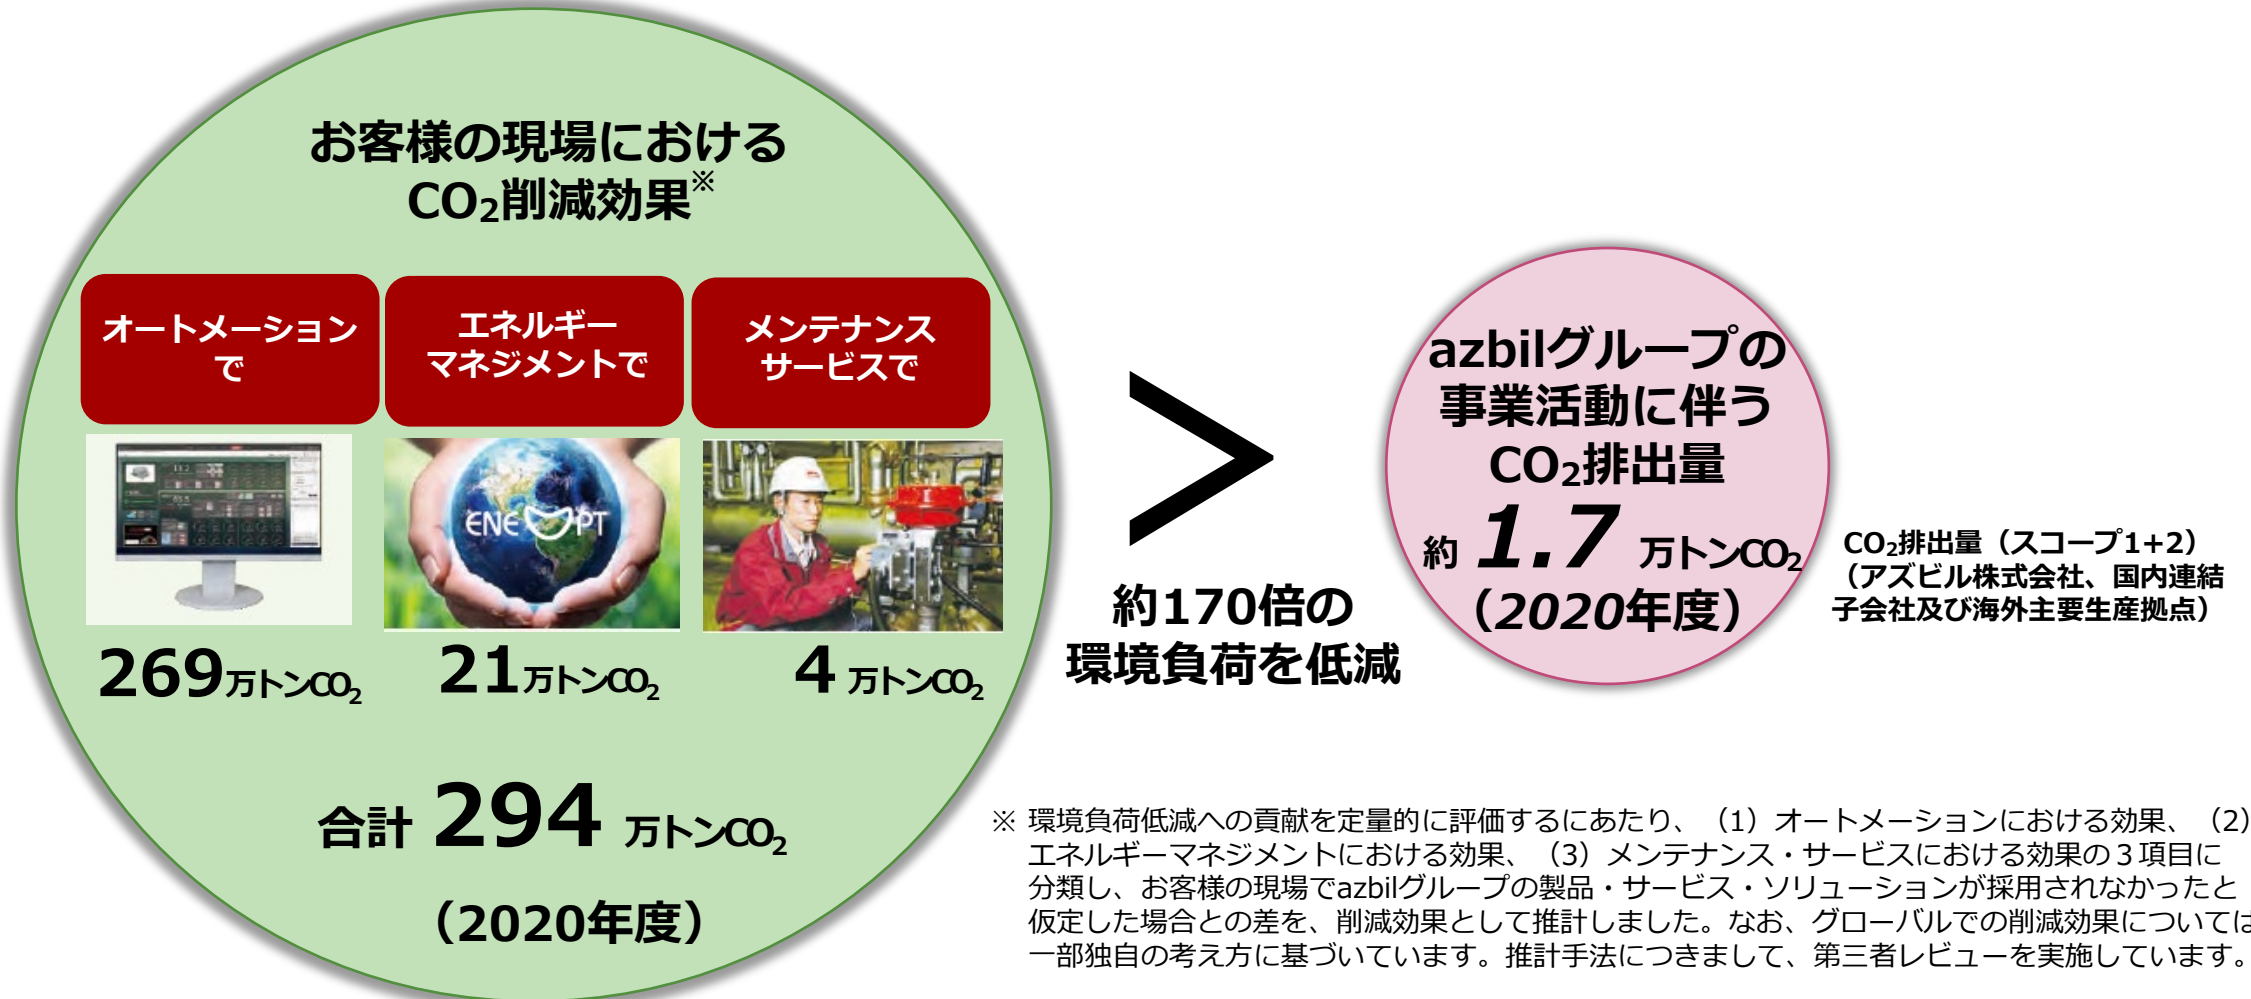 お客様の現場における
CO₂削減効果※
オートメーション
で
エネルギー
マネジメントで
メンテナンス
サービスで
ENE PT
269万トンCO₂
21万トンCO₂
4 万トンCO₂
合計 294 万トンCO₂
（2020年度）
＞
約170倍の
環境負荷を低減
azbilグループの
事業活動に伴う
CO₂排出量
約 1.7 万トンCO₂
（2020年度）
CO₂排出量（スコープ1+2）
（アズビル株式会社、国内連結
子会社及び海外主要生産拠点）
※ 環境負荷低減への貢献を定量的に評価するにあたり、（1）オートメーションにおける効果、（2）
エネルギーマネジメントにおける効果、（3）メンテナンス・サービスにおける効果の３項目に
分類し、お客様の現場でazbilグループの製品・サービス・ソリューションが採用されなかったと
仮定した場合との差を、削減効果として推計しました。なお、グローバルでの削減効果については
一部独自の考え方に基づいています。推計手法につきまして、第三者レビューを実施しています。